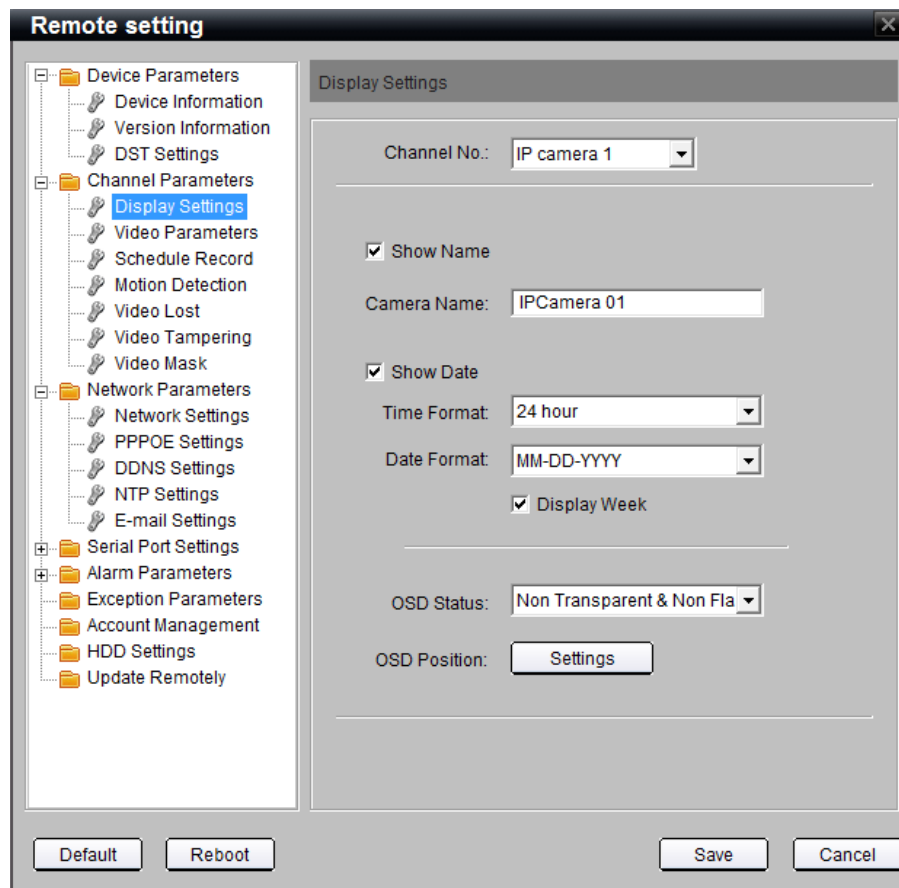 Remote setting
Device Parameters
Device Information
Version Information
DST Settings
Channel Parameters
Display Settings
Video Parameters
Schedule Record
Motion Detection
Video Lost
Video Tampering
Video Mask
Network Parameters
Network Settings
PPPOE Settings
DDNS Settings
NTP Settings
E-mail Settings
Serial Port Settings
Alarm Parameters
Exception Parameters
Account Management
HDD Settings
Update Remotely
Display Settings
Channel No.: IP camera 1
Show Name
Camera Name: IPCamera 01
Show Date
Time Format: 24 hour
Date Format: MM-DD-YYYY
Display Week
OSD Status: Non Transparent & Non Fla
OSD Position: Settings
Default Reboot Save Cancel